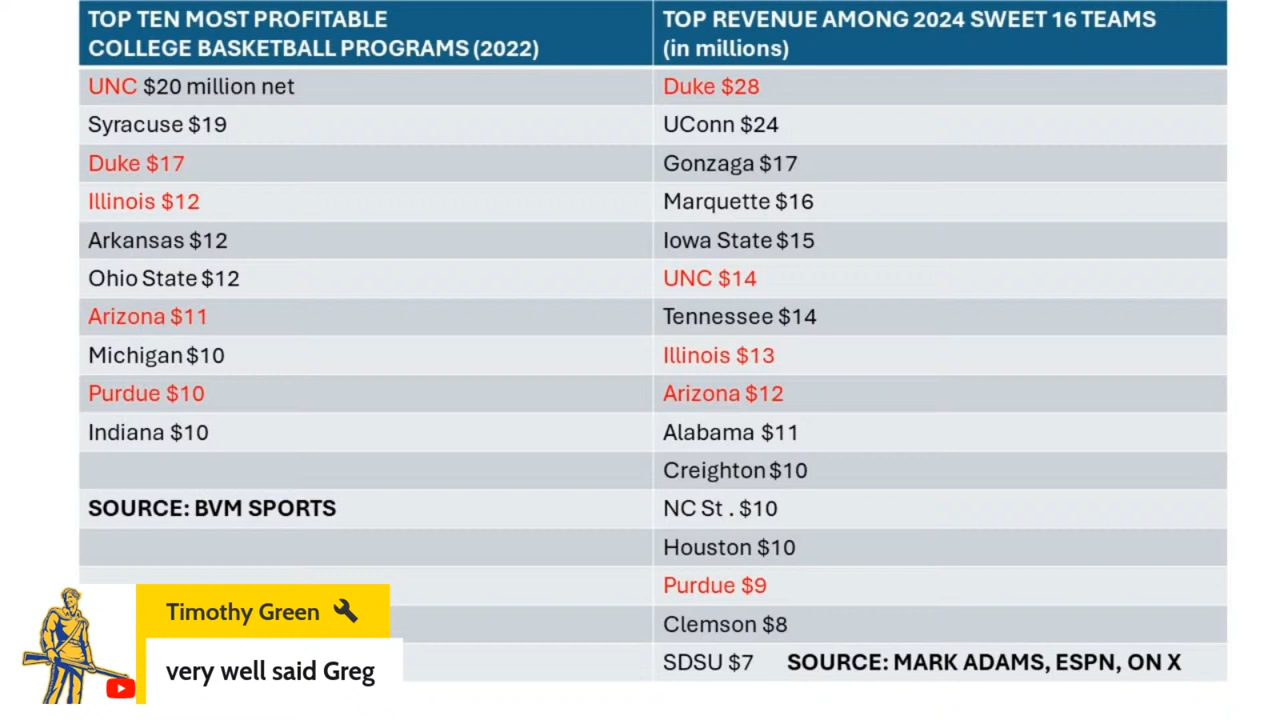 TOP TEN MOST PROFITABLE
COLLEGE BASKETBALL PROGRAMS (2022)
UNC $20 million net
Syracuse $19
Duke $17
Illinois $12
Arkansas $12
Ohio State $12
Arizona $11
Michigan $10
Purdue $10
Indiana $10
SOURCE: BVM SPORTS
TOP REVENUE AMONG 2024 SWEET 16 TEAMS
(in millions)
Duke $28
UConn $24
Gonzaga $17
Marquette $16
Iowa State $15
UNC $14
Tennessee $14
Illinois $13
Arizona $12
Alabama $11
Creighton $10
NC St . $10
Houston $10
Purdue $9
Clemson $8
SDSU $7 SOURCE: MARK ADAMS, ESPN, ON X
Timothy Green
very well said Greg